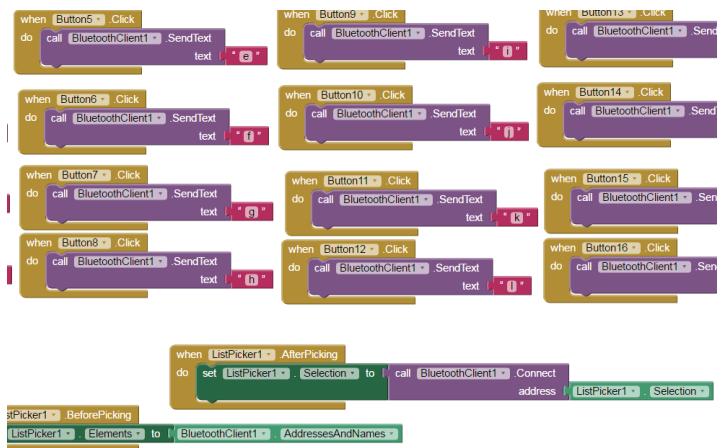 when Button5 .Click
do call BluetoothClient1 .SendText
text " e "
when Button9 .Click
do call BluetoothClient1 .SendText
text " i "
when Button13 .Click
do call BluetoothClient1 .Send
when Button6 .Click
do call BluetoothClient1 .SendText
text " f "
when Button10 .Click
do call BluetoothClient1 .SendText
text " j "
when Button14 .Click
do call BluetoothClient1 .SendT
when Button7 .Click
do call BluetoothClient1 .SendText
text " g "
when Button11 .Click
do call BluetoothClient1 .SendText
text " k "
when Button15 .Click
do call BluetoothClient1 .Sen
when Button8 .Click
do call BluetoothClient1 .SendText
text " h "
when Button12 .Click
do call BluetoothClient1 .SendText
text " l "
when Button16 .Click
do call BluetoothClient1 .Send
when ListPicker1 .AfterPicking
do set ListPicker1 . Selection to call BluetoothClient1 .Connect
address ListPicker1 . Selection
stPicker1 .BeforePicking
ListPicker1 . Elements to BluetoothClient1 . AddressesAndNames